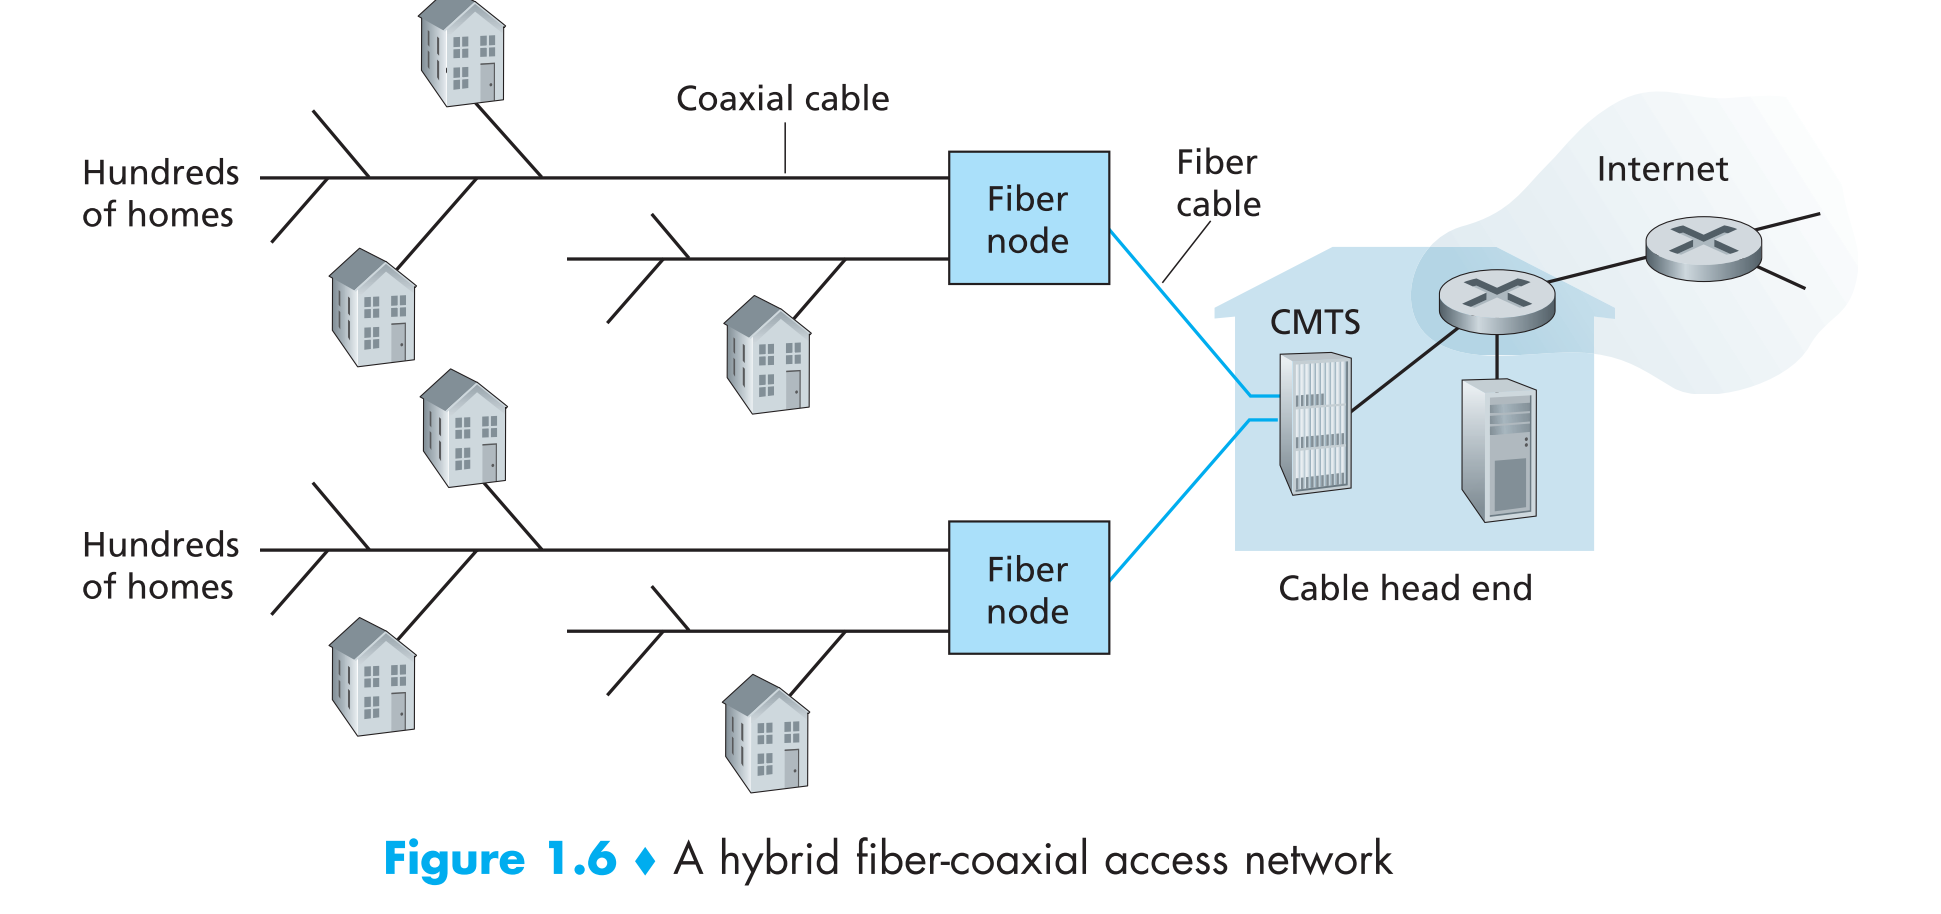 Coaxial cable
Hundreds
of homes
Fiber
node
Fiber
cable
Internet
CMTS
Hundreds
of homes
Fiber
node
Cable head end
Figure 1.6 ♦ A hybrid fiber-coaxial access network